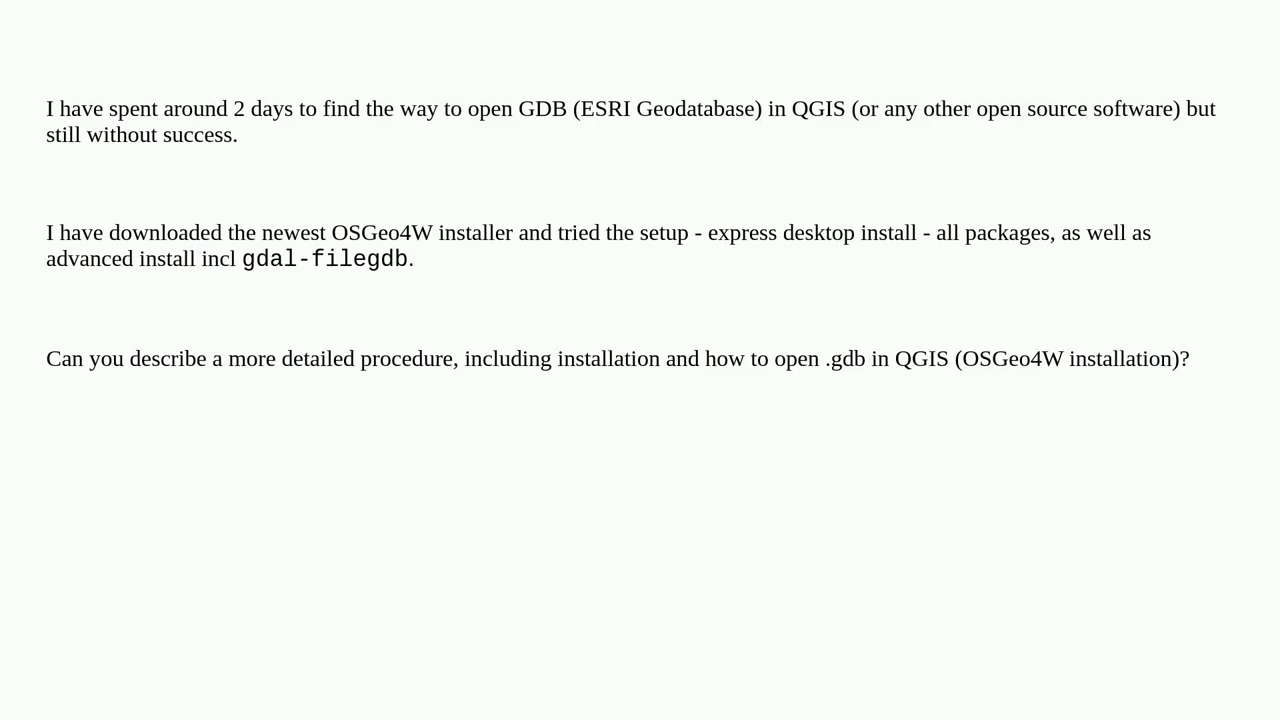 I have spent around 2 days to find the way to open GDB (ESRI Geodatabase) in QGIS (or any other open source software) but
still without success.
I have downloaded the newest OSGeo4W installer and tried the setup - express desktop install - all packages, as well as
advanced install incl gdal-filegdb.
Can you describe a more detailed procedure, including installation and how to open .gdb in QGIS (OSGeo4W installation)?